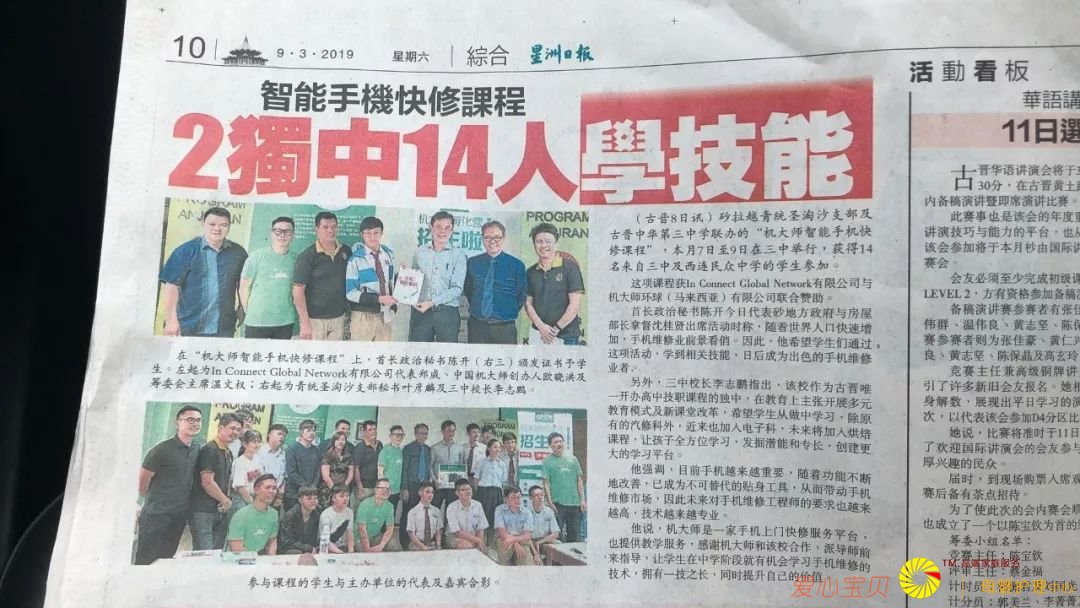 10
9·3·2019
星期六
綜合
星洲日报
智能手機快修課程
2獨中14人學技能
PROGRAM
ANJURAN
招生啦
PROGRAM
ANJURAN
在“机大师智能手机快修课程”上，首长政治秘书陈开（右三）颁发证书予学
生。左起为In Connect Global Network有限公司代表郑威、中国机大师创办人欧晓洪及
筹委会主席温文权；右起为青统圣淘沙支部秘书叶彦麟及三中校长李志鹏。
PROGRAM
招生
参与课程的学生与主办单位的代表及嘉宾合影。
（古晋8日讯）砂拉越青统圣淘沙支部及
古晋中华第三中学联办的“机大师智能手机快
修课程”，本月7日至9日在三中举行，获得14
名来自三中及西连民众中学的学生参加。
这项课程获In Connect Global Network有限公司与
机大师环球（马来西亚）有限公司联合赞助。
首长政治秘书陈开今日代表砂地方政府与房屋
部长拿督沈桂贤出席活动时称，随着世界人口快速增
加，手机维修业前景看俏。因此，他希望学生们通过
这项活动，学到相关技能，日后成为出色的手机维修
业者。
另外，三中校长李志鹏指出，该校作为古晋唯
一开办高中技职课程的独中，在教育上主张开展多元
教育模式及新课堂改革，希望学生从做中学习，除原
有的汽修科外，近来也加入电子科，未来将加入烘焙
课程，让孩子全方位学习，发掘潜能和专长，创建更
大的学习平台。
他强调，目前手机越来越重要，随着功能不断
地改善，已成为不可替代的贴身工具，从而带动手机
维修市场，因此未来对手机维修工程师的要求也越来
越高，技术越来越专业。
他说，机大师是一家手机上门快修服务平台，
也提供教学服务，感谢机大师和该校合作，派导师前
来指导，让学生在中学阶段就有机会学习手机维修的
技术，拥有一技之长，同时提升自己的价值
活動看板
華語講
11日選
古晋华语讲演会将于3
30分，在古晋黄土
内备稿演讲暨即席演讲比赛。
此赛事也是该会的年度重
讲演技巧与能力的平台，也
该会参加将于本月杪由国际讲
赛会。
会友必须至少完成初级课
LEVEL 2，方有资格参加备稿
备稿演讲赛参赛者有张
伟群、温伟良、黄志坚、陈保
赛参赛者则为张佳豪、黄仁
良、黄志坚、陈保晶及高玄玲
竞赛主任兼高级铜牌讲
引了许多新旧会友报名。她
身解数，展现出平日学习的演
次，以代表该会参加D4分区比
她说，比赛将准时于11日
了欢迎国际讲演会的会友参与
厚兴趣的民众。
届时，到现场购票入席观
赛后备有茶点招待。
为了使此次的会内赛会顺
也成立了一个以陈宝钦为首的
筹委小组名单：
竞赛主任：陈宝钦
评审主任：蔡金福
计时员
计分员：郭美兰、李菁菁
爱心宝贝
TM